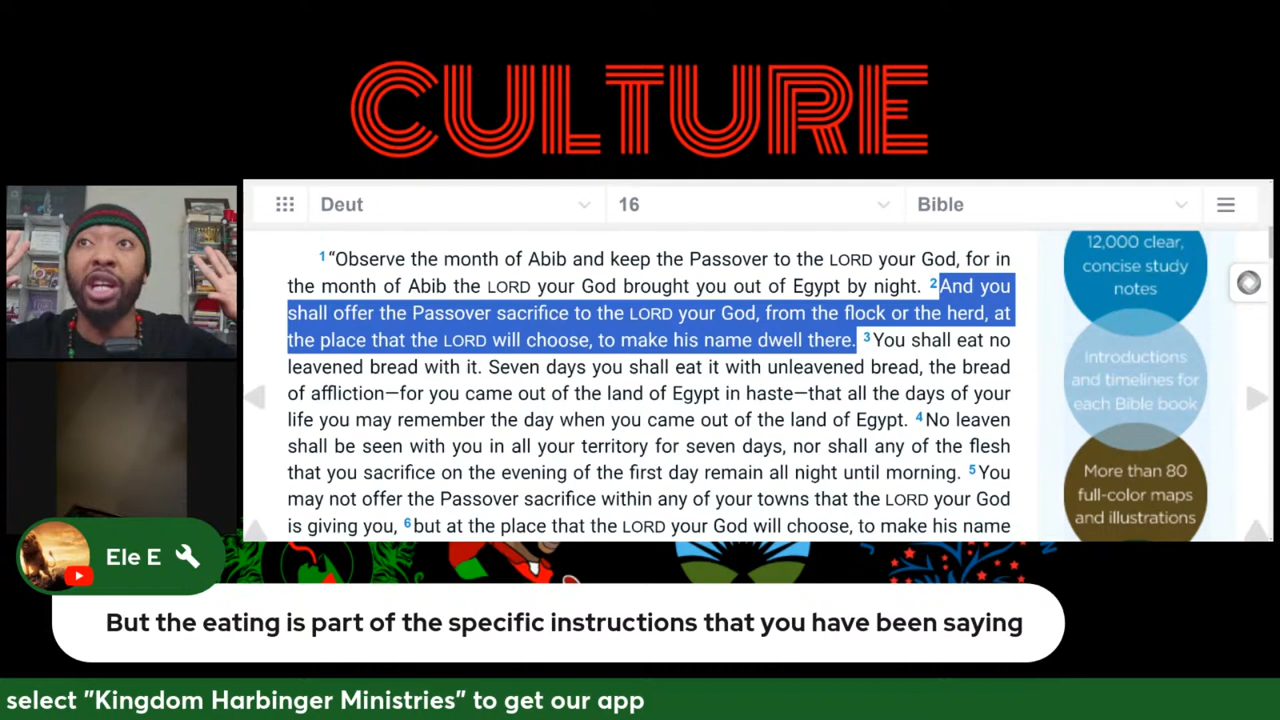 CULTURE
Deut
16
Bible
1 “Observe the month of Abib and keep the Passover to the LORD your God, for in
the month of Abib the LORD your God brought you out of Egypt by night. 2 And you
shall offer the Passover sacrifice to the LORD your God, from the flock or the herd, at
the place that the LORD will choose, to make his name dwell there. 3 You shall eat no
leavened bread with it. Seven days you shall eat it with unleavened bread, the bread
of affliction—for you came out of the land of Egypt in haste—that all the days of your
life you may remember the day when you came out of the land of Egypt. 4 No leaven
shall be seen with you in all your territory for seven days, nor shall any of the flesh
that you sacrifice on the evening of the first day remain all night until morning. 5 You
may not offer the Passover sacrifice within any of your towns that the LORD your God
is giving you, 6 but at the place that the LORD your God will choose, to make his name
12,000 clear,
concise study
notes
Introductions
and timelines for
each Bible book
More than 80
full-color maps
and illustrations
Ele E
But the eating is part of the specific instructions that you have been saying
select "Kingdom Harbinger Ministries" to get our app